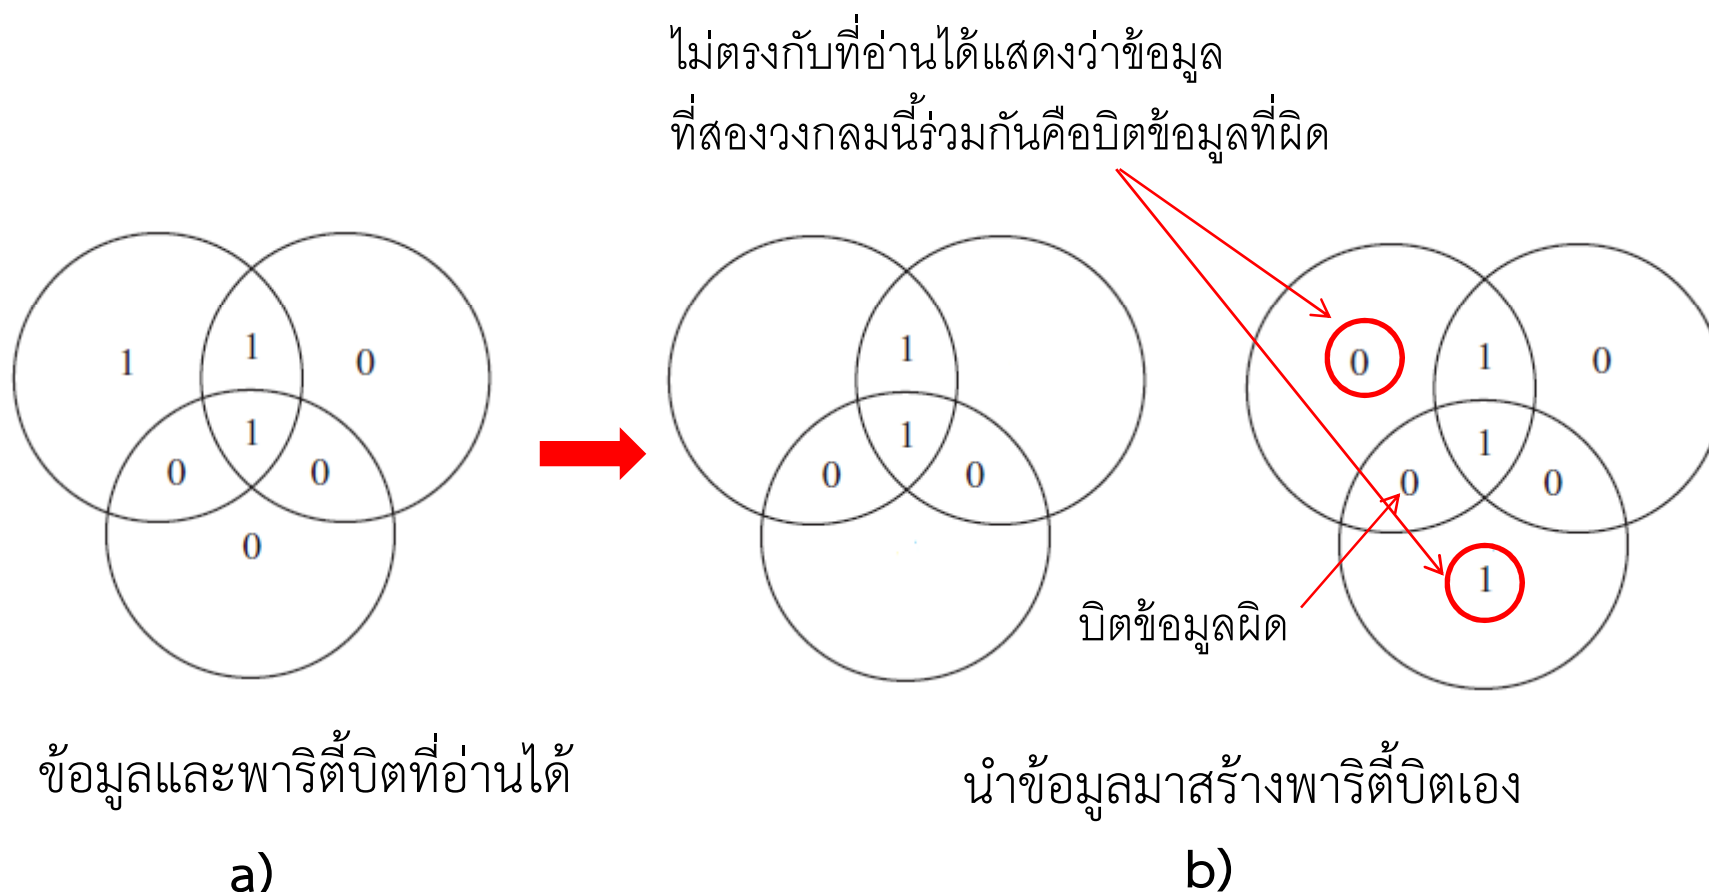 ไม่ตรงกับที่อ่านได้แสดงว่าข้อมูล
ที่สองวงกลมนี้ร่วมกันคือบิตข้อมูลที่ผิด
1 1 0
1
0 0
0
1
1
0 0
0 1 0
1
0 0
1
บิตข้อมูลผิด
ข้อมูลและพาริตี้บิตที่อ่านได้
นำข้อมูลมาสร้างพาริตี้บิตเอง
a)
b)